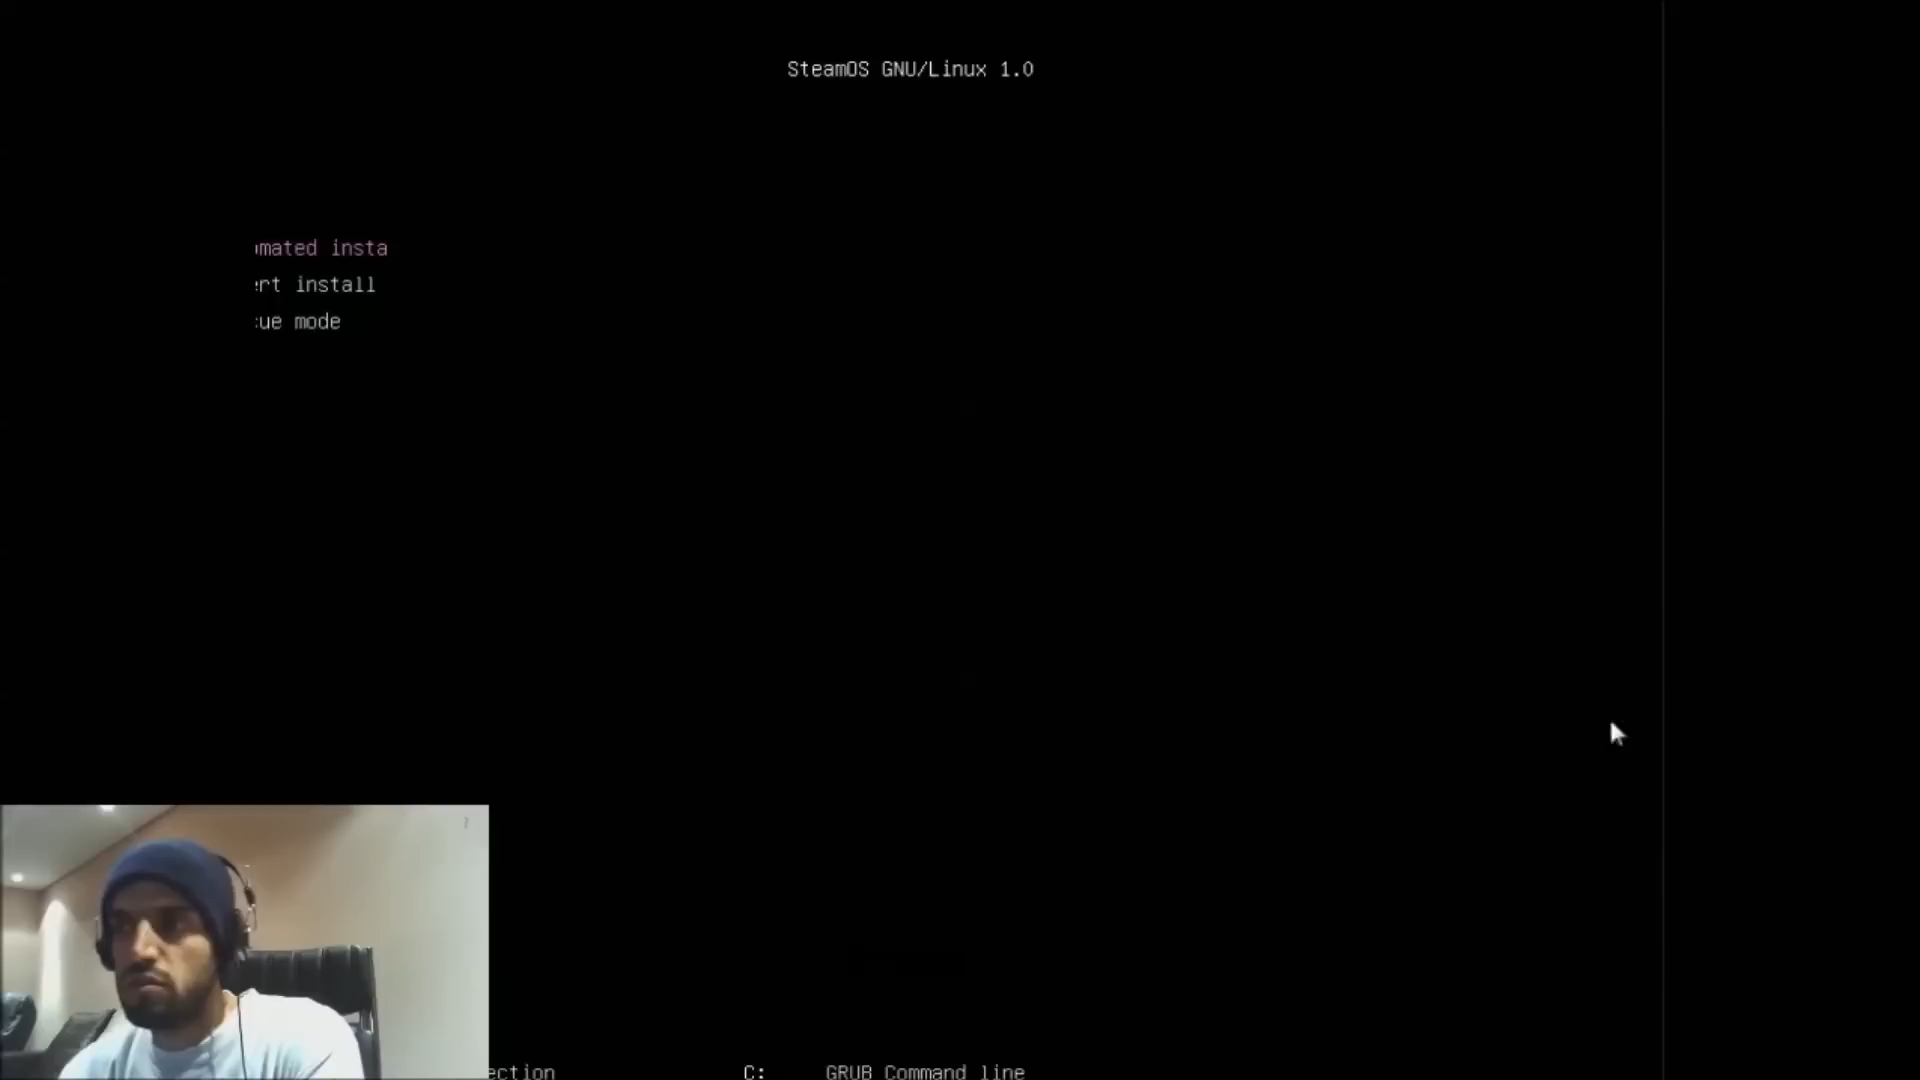 SteamOS GNU/Linux 1.0
mated insta
rt install
ue mode
ection C: GRUB Command line